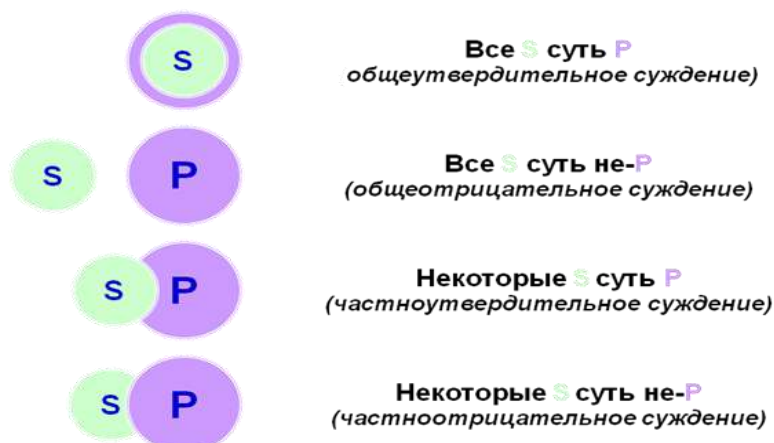 S
Все S суть P
общеутвердительное суждение)
S P
Все S суть не-P
(общеотрицательное суждение)
S P
Некоторые S суть P
(частноутвердительное суждение)
S P
Некоторые S суть не-P
(частноотрицательное суждение)